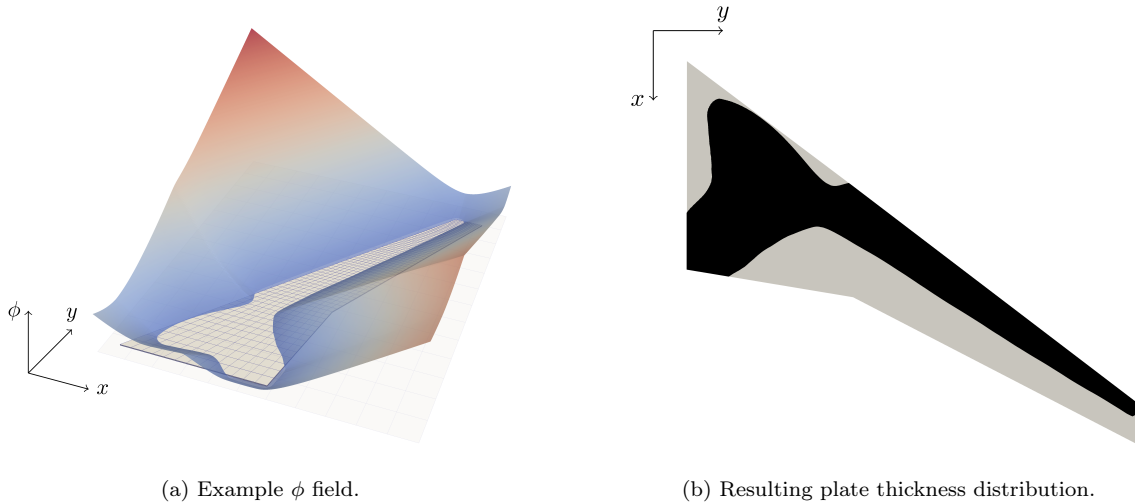 y
x
ϕ
y
x
(a) Example ϕ field.
(b) Resulting plate thickness distribution.